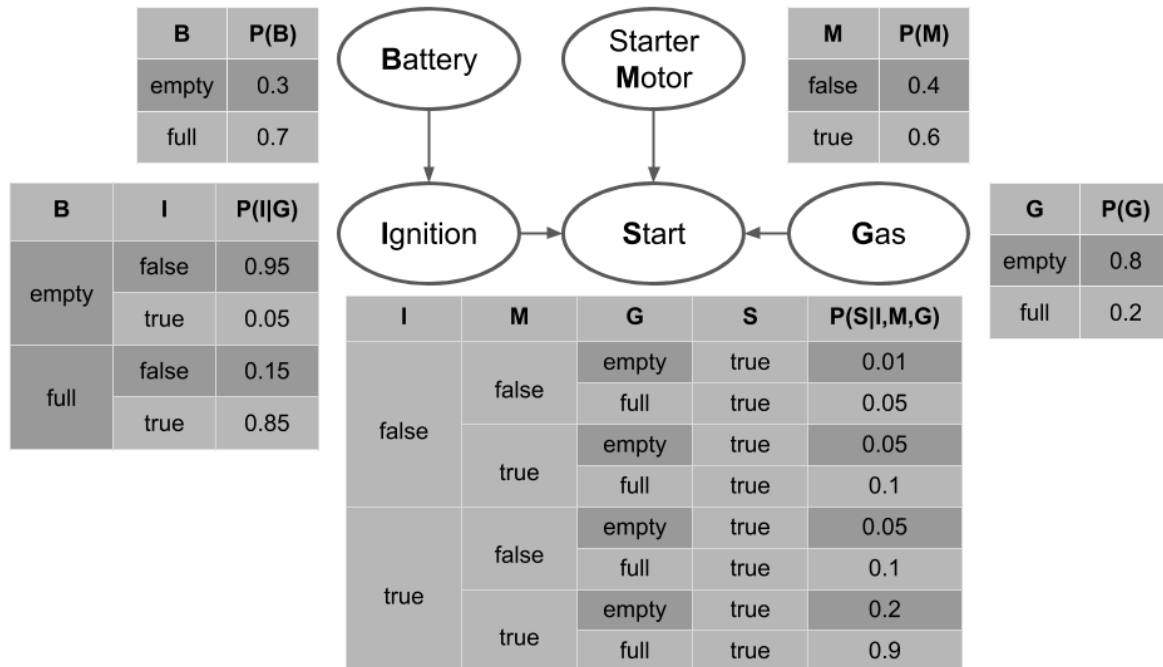 B P(B)
empty 0.3
full 0.7
Battery
Starter
Motor
M P(M)
false 0.4
true 0.6
B I P(I|G)
empty
false 0.95
true 0.05
full
false 0.15
true 0.85
Ignition
Start
Gas
G P(G)
empty 0.8
full 0.2
I M G S P(S|I,M,G)
false
false
empty true 0.01
full true 0.05
true
empty true 0.05
full true 0.1
true
false
empty true 0.05
full true 0.1
true
empty true 0.2
full true 0.9